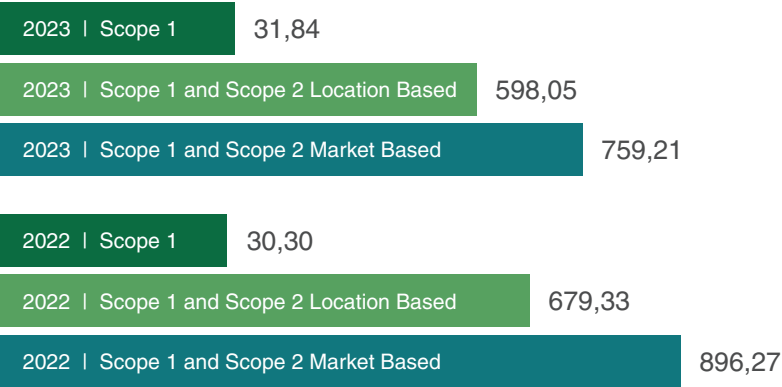 2023 | Scope 1 31,84
2023 | Scope 1 and Scope 2 Location Based 598,05
2023 | Scope 1 and Scope 2 Market Based 759,21
2022 | Scope 1 30,30
2022 | Scope 1 and Scope 2 Location Based 679,33
2022 | Scope 1 and Scope 2 Market Based 896,27